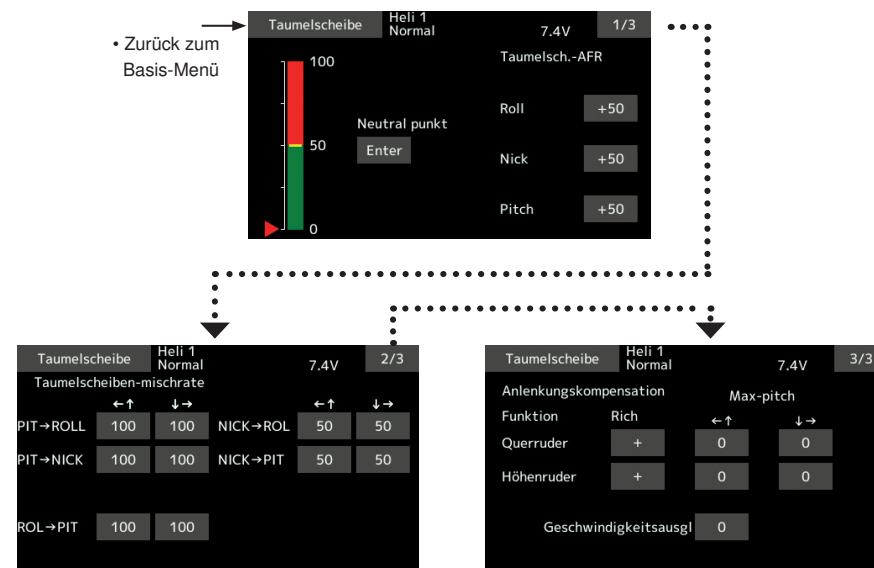 • Zurück zum
Basis-Menü
Taumelscheibe Heli 1 Normal 7.4V 1/3
Taumelsch.-AFR
100
50
0
Neutral punkt
Enter
Roll +50
Nick +50
Pitch +50
Taumelscheibe Heli 1 Normal 7.4V 2/3
Taumelscheiben-mischrate
←↑ ↓→ ←↑ ↓→
PIT→ROLL 100 100 NICK→ROL 50 50
PIT→NICK 100 100 NICK→PIT 50 50
ROL→PIT 100 100
Taumelscheibe Heli 1 Normal 7.4V 3/3
Anlenkungskompensation Max-pitch
Funktion Rich ←↑ ↓→
Querruder + 0 0
Höhenruder + 0 0
Geschwindigkeitsausgl 0